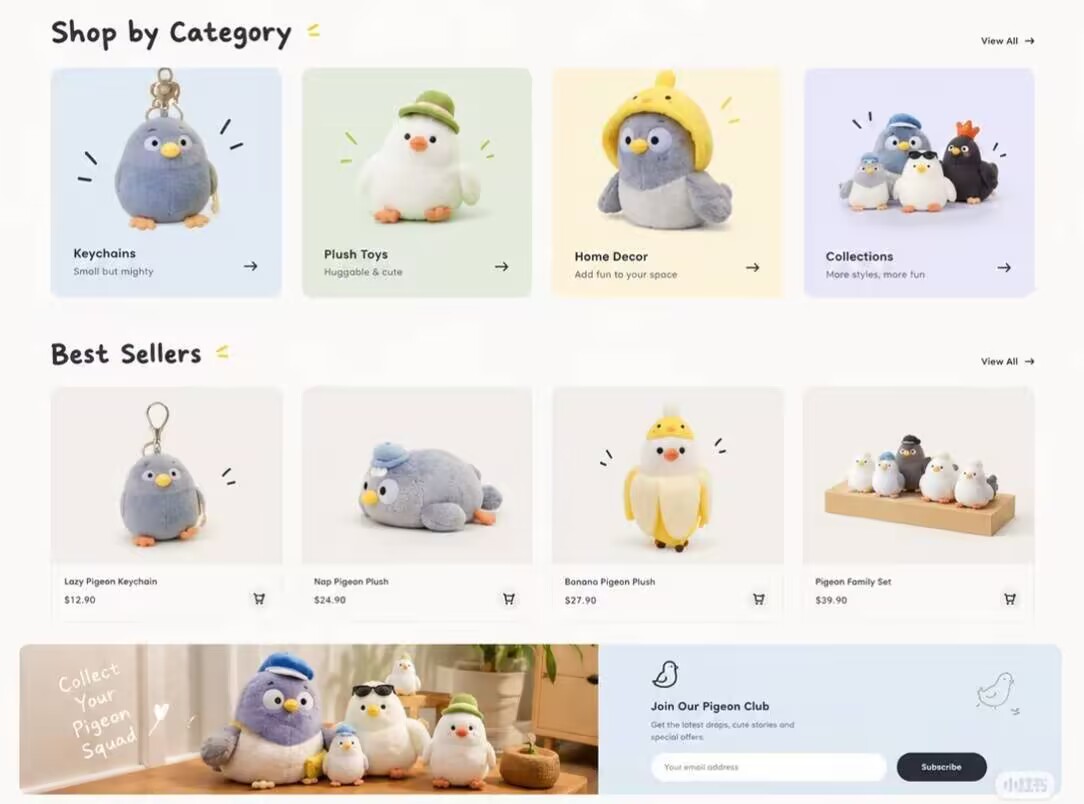 Shop by Category
View All
Keychains
Small but mighty
Plush Toys
Huggable & cute
Home Decor
Add fun to your space
Collections
More styles, more fun
Best Sellers
View All
Lazy Pigeon Keychain
$12.90
Nap Pigeon Plush
$24.90
Banana Pigeon Plush
$27.90
Pigeon Family Set
$39.90
Collect
Your
Pigeon
Squad
Join Our Pigeon Club
Get the latest drops, cute stories and
special offers.
Your email address
Subscribe
小红书